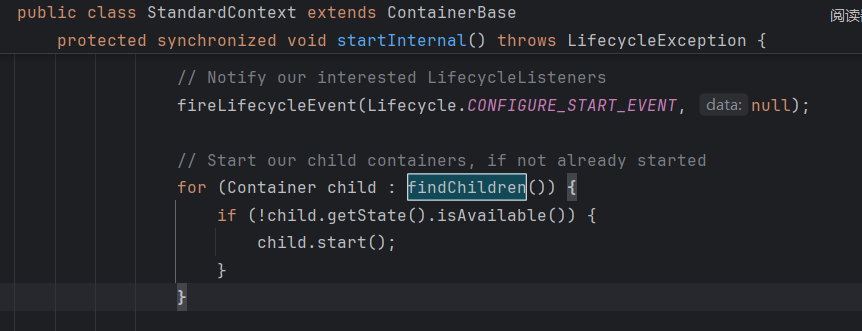 public class StandardContext extends ContainerBase
阅读
protected synchronized void startInternal() throws LifecycleException {
// Notify our interested LifecycleListeners
fireLifecycleEvent(Lifecycle.CONFIGURE_START_EVENT, data: null);
// Start our child containers, if not already started
for (Container child : findChildren()) {
if (!child.getState().isAvailable()) {
child.start();
}
}